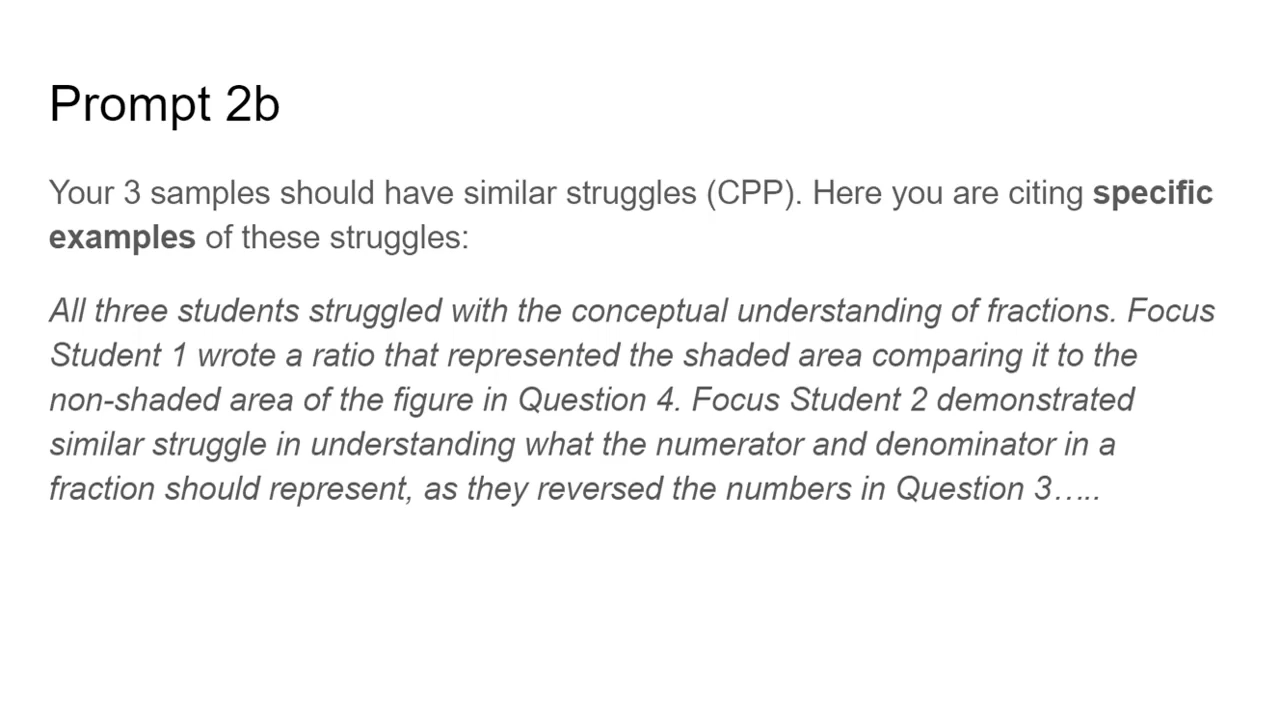 Prompt 2b
Your 3 samples should have similar struggles (CPP). Here you are citing specific
examples of these struggles:
All three students struggled with the conceptual understanding of fractions. Focus
Student 1 wrote a ratio that represented the shaded area comparing it to the
non-shaded area of the figure in Question 4. Focus Student 2 demonstrated
similar struggle in understanding what the numerator and denominator in a
fraction should represent, as they reversed the numbers in Question 3…..